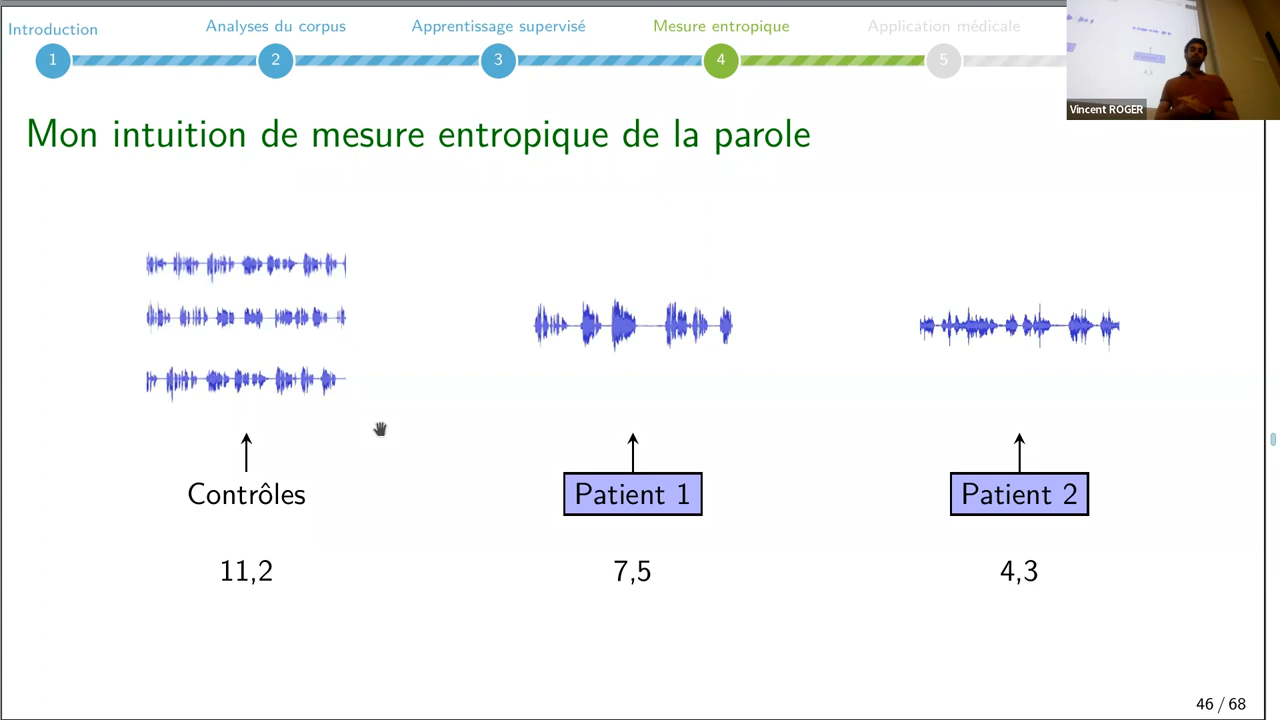 Introduction
Analyses du corpus
Apprentissage supervisé
Mesure entropique
Application médicale
1
2
3
4
5
Vincent ROGER
Mon intuition de mesure entropique de la parole
Contrôles
Patient 1
Patient 2
11,2
7,5
4,3
46 / 68